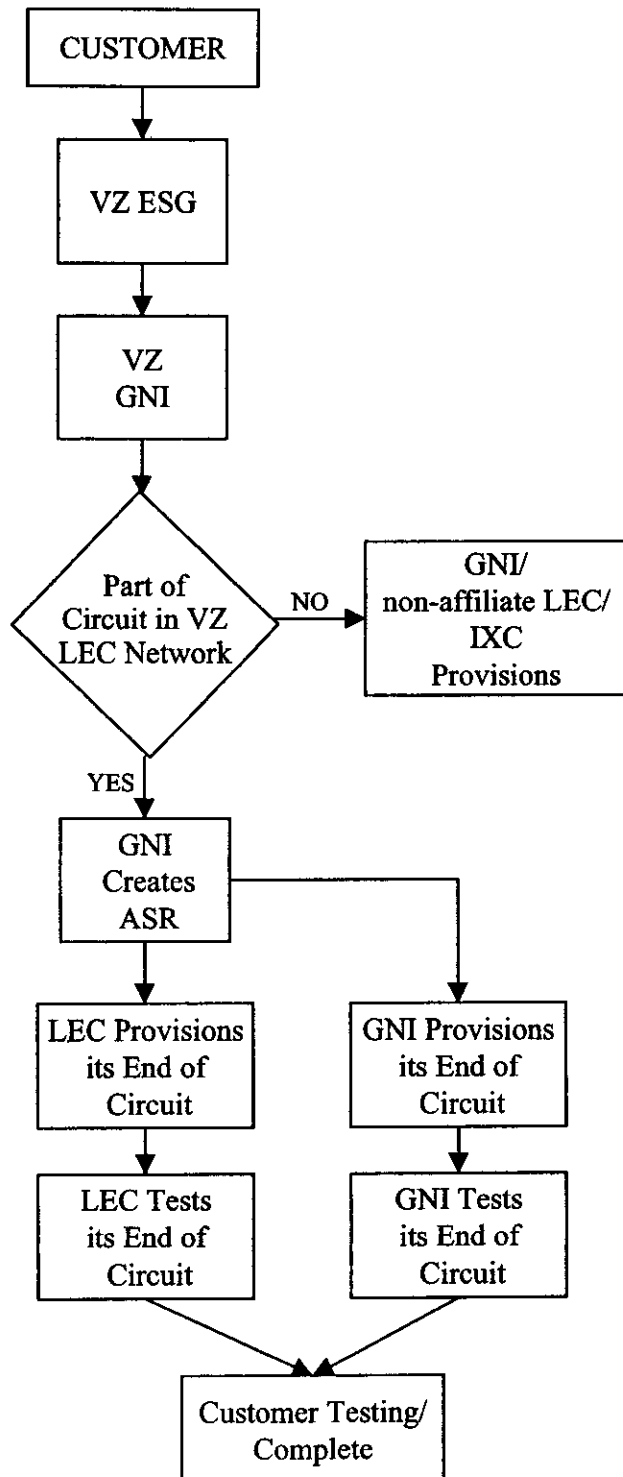 CUSTOMER
VZ ESG
VZ
GNI
Part of
Circuit in VZ
LEC Network
NO
GNI/
non-affiliate LEC/
IXC
Provisions
YES
GNI
Creates
ASR
LEC Provisions
its End of
Circuit
GNI Provisions
its End of
Circuit
LEC Tests
its End of
Circuit
GNI Tests
its End of
Circuit
Customer Testing/
Complete